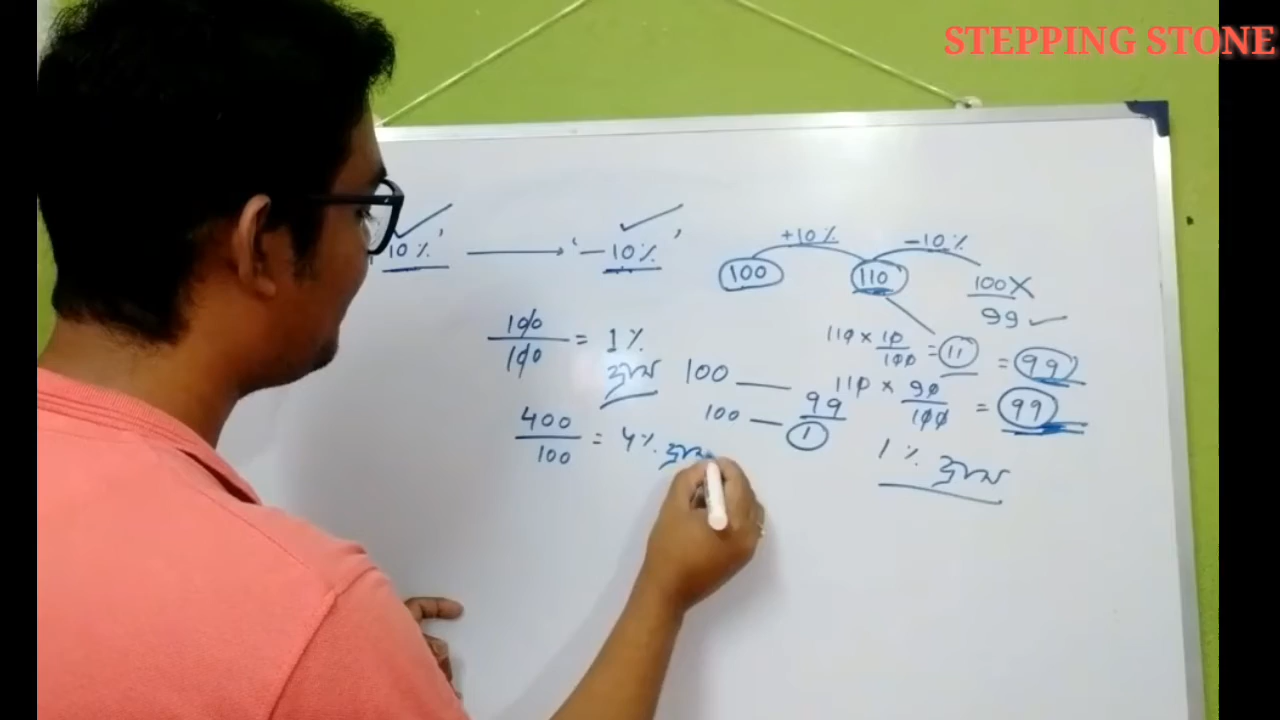 STEPPING STONE
10% ' → ' – 10% '
+10% –10%
100 110 100
99
100/100 = 1% হ্রাস
110 × 10/100 = 11 = 99
100 — 110 × 90/100 = 99
100 — 99
1
400/100 = 4% হ্রাস
1% হ্রাস